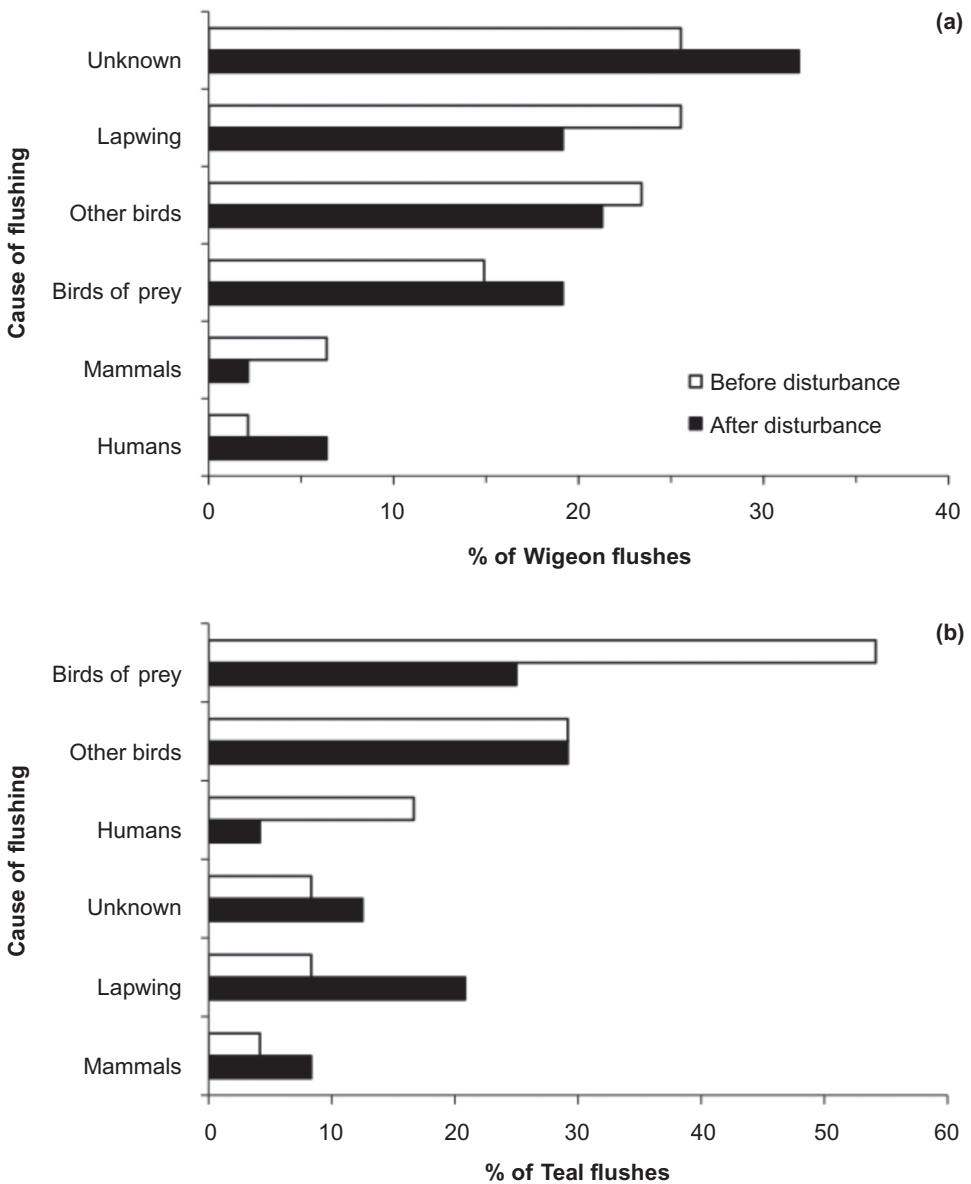 (a)
Cause of flushing
Unknown
Lapwing
Other birds
Birds of prey
Mammals
Humans
Before disturbance
After disturbance
0 10 20 30 40
% of Wigeon flushes
(b)
Cause of flushing
Birds of prey
Other birds
Humans
Unknown
Lapwing
Mammals
0 10 20 30 40 50 60
% of Teal flushes